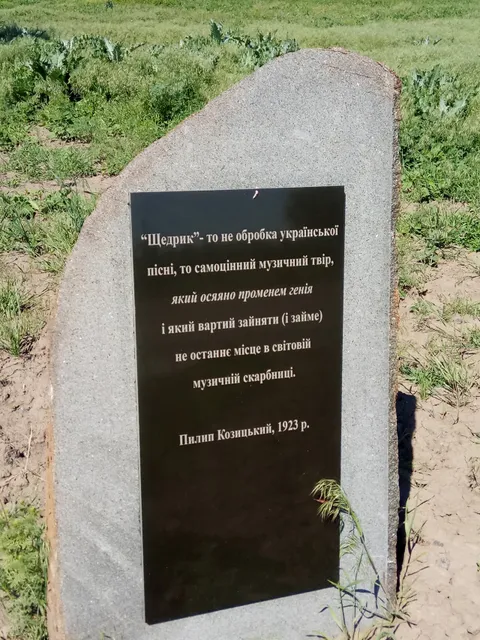 “Щедрик”- то не обробка української
пісні, то самоцінний музичний твір,
який осяяно променем генія
і який вартий зайняти (і займе)
не останнє місце в світовій
музичній скарбниці.
Пилип Козицький, 1923 р.